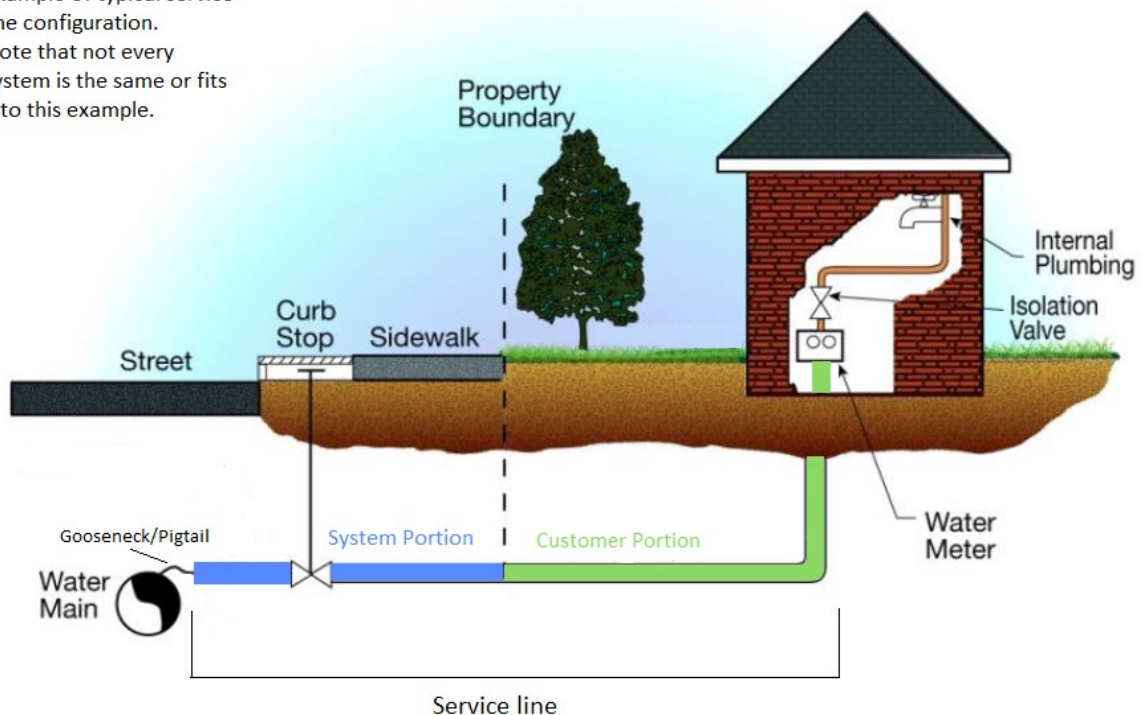 ne configuration.
ote that not every
ystem is the same or fits
to this example.
Property
Boundary
Internal
Plumbing
Isolation
Valve
Curb
Stop
Sidewalk
Street
Water
Meter
Gooseneck/Pigtail
System Portion
Customer Portion
Water
Main
Service line